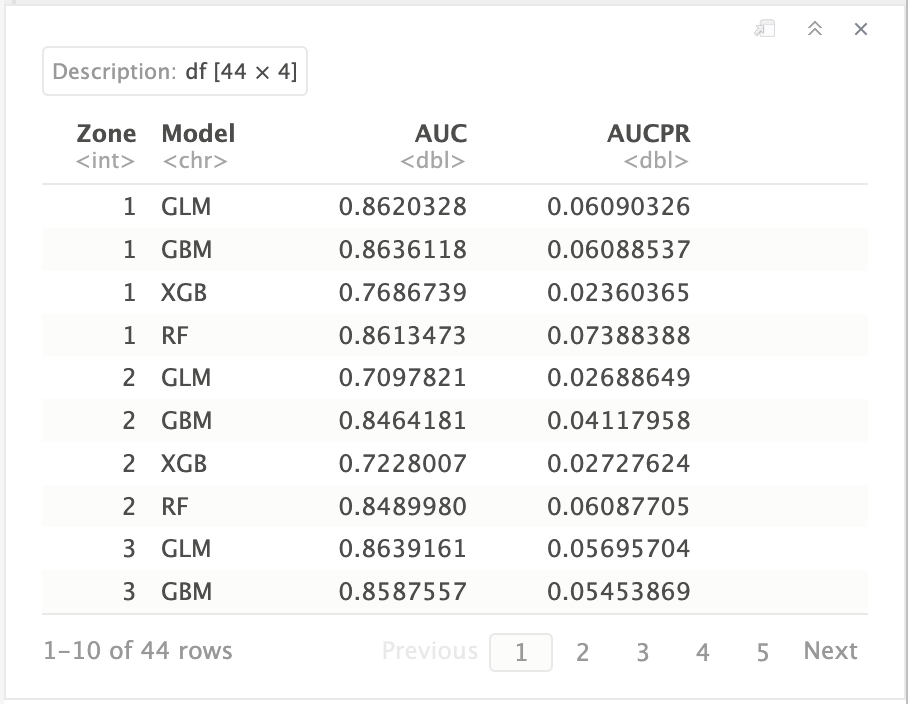 Description: df [44 × 4]
Zone Model AUC AUCPR
<int> <chr> <dbl> <dbl>
1 GLM 0.8620328 0.06090326
1 GBM 0.8636118 0.06088537
1 XGB 0.7686739 0.02360365
1 RF 0.8613473 0.07388388
2 GLM 0.7097821 0.02688649
2 GBM 0.8464181 0.04117958
2 XGB 0.7228007 0.02727624
2 RF 0.8489980 0.06087705
3 GLM 0.8639161 0.05695704
3 GBM 0.8587557 0.05453869
1-10 of 44 rows Previous 1 2 3 4 5 Next